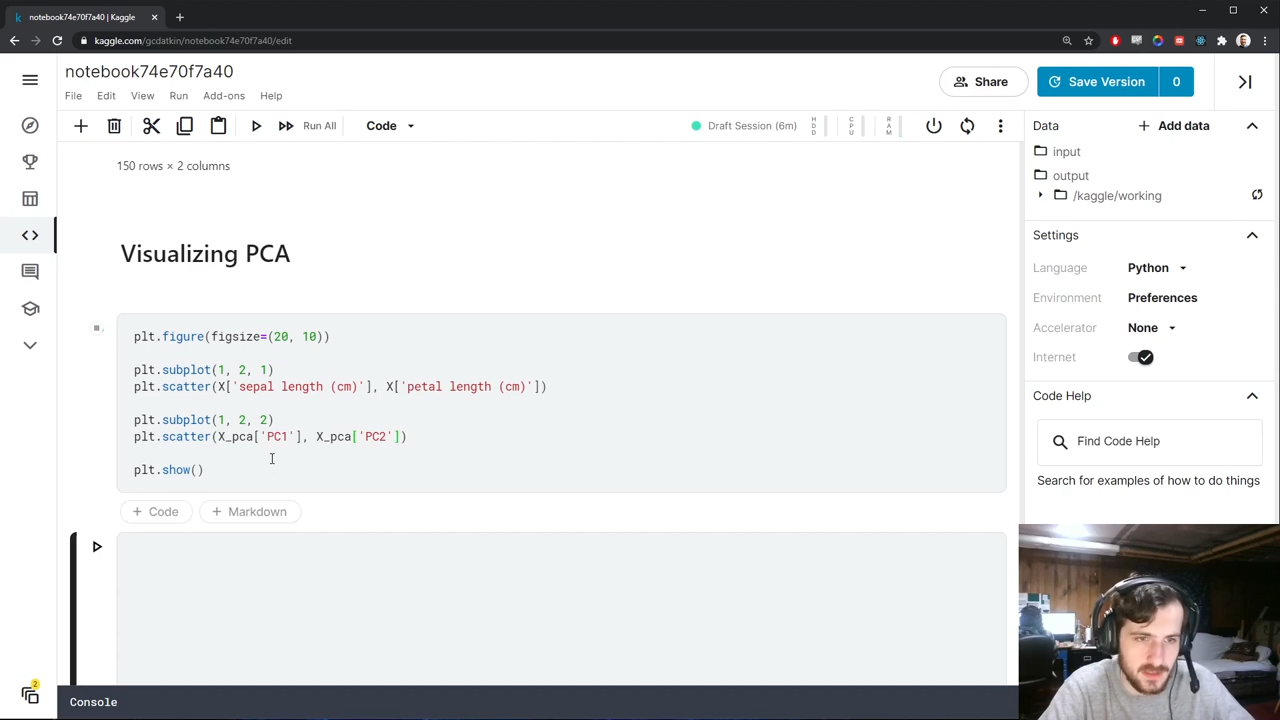 notebook74e70f7a40 | Kaggle
kaggle.com/gcdatkin/notebook74e70f7a40/edit
notebook74e70f7a40
Share
Save Version
0
File Edit View Run Add-ons Help
Run All
Code
Draft Session (6m)
HDD
CPU
RAM
Data
Add data
input
output
/kaggle/working
Settings
Language
Python
Environment
Preferences
Accelerator
None
Internet
Code Help
Find Code Help
Search for examples of how to do things
150 rows × 2 columns
Visualizing PCA
plt.figure(figsize=(20, 10))
plt.subplot(1, 2, 1)
plt.scatter(X['sepal length (cm)'], X['petal length (cm)'])
plt.subplot(1, 2, 2)
plt.scatter(X_pca['PC1'], X_pca['PC2'])
plt.show()
+ Code
+ Markdown
2
Console